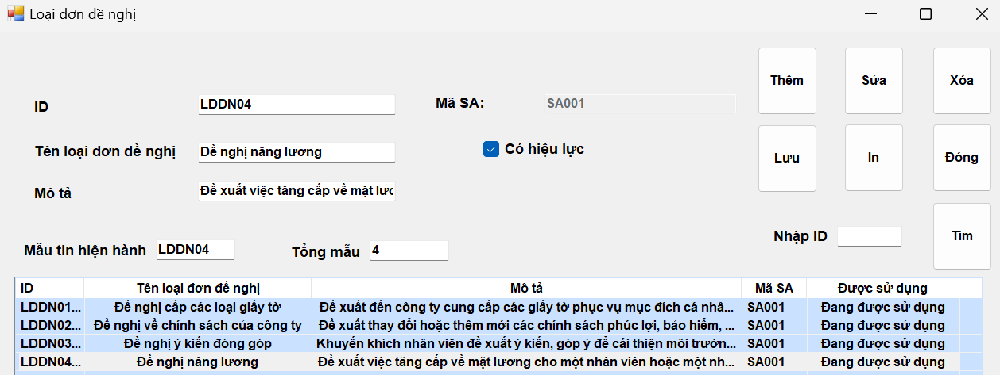 Loại đơn đề nghị
Thêm Sửa Xóa
ID LDDN04 Mã SA: SA001
Tên loại đơn đề nghị Đề nghị nâng lương Có hiệu lực
Lưu In Đóng
Mô tả Đề xuất việc tăng cấp về mặt lươ
Nhập ID Tìm
Mẫu tin hiện hành LDDN04 Tổng mẫu 4
ID Tên loại đơn đề nghị Mô tả Mã SA Được sử dụng
LDDN01... Đề nghị cấp các loại giấy tờ Đề xuất đến công ty cung cấp các giấy tờ phục vụ mục đích cá nhâ... SA001 Đang được sử dụng
LDDN02... Đề nghị về chính sách của công ty Đề xuất thay đổi hoặc thêm mới các chính sách phúc lợi, bảo hiểm, ... SA001 Đang được sử dụng
LDDN03... Đề nghị ý kiến đóng góp Khuyến khích nhân viên đề xuất ý kiến, góp ý để cải thiện môi trườn... SA001 Đang được sử dụng
LDDN04... Đề nghị nâng lương Đề xuất việc tăng cấp về mặt lương cho một nhân viên hoặc một nh... SA001 Đang được sử dụng